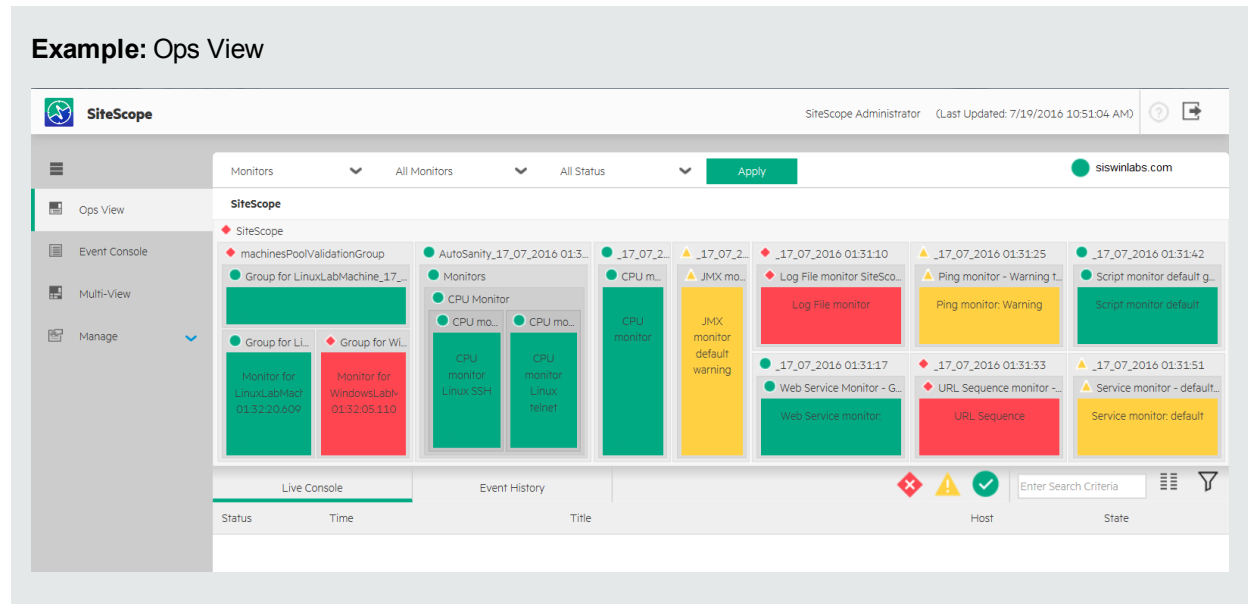 Example: Ops View
SiteScope
SiteScope Administrator (Last Updated: 7/19/2016 10:51:04 AM)
Monitors All Monitors All Status Apply siswinlabs.com
Ops View
Event Console
Multi-View
Manage
SiteScope
SiteScope
machinesPoolValidationGroup
Group for LinuxLabMachine_17_...
Group for Li...
Monitor for
LinuxLabMact
01:32:20.609
Group for Wi...
Monitor for
WindowsLabM
01:32:05.110
AutoSanity_17_07_2016 01:3...
Monitors
CPU Monitor
CPU mo...
CPU
monitor
Linux SSH
CPU mo...
CPU
monitor
Linux
telnet
_17_07_2...
CPU m...
CPU
monitor
_17_07_2...
JMX mo...
JMX
monitor
default
warning
_17_07_2016 01:31:10
Log File monitor SiteSco...
Log File monitor
_17_07_2016 01:31:17
Web Service Monitor - G...
Web Service monitor:
_17_07_2016 01:31:25
Ping monitor - Warning t...
Ping monitor: Warning
_17_07_2016 01:31:33
URL Sequence monitor -...
URL Sequence
_17_07_2016 01:31:42
Script monitor default g...
Script monitor default
_17_07_2016 01:31:51
Service monitor - default...
Service monitor: default
Live Console Event History Enter Search Criteria
Status Time Title Host State